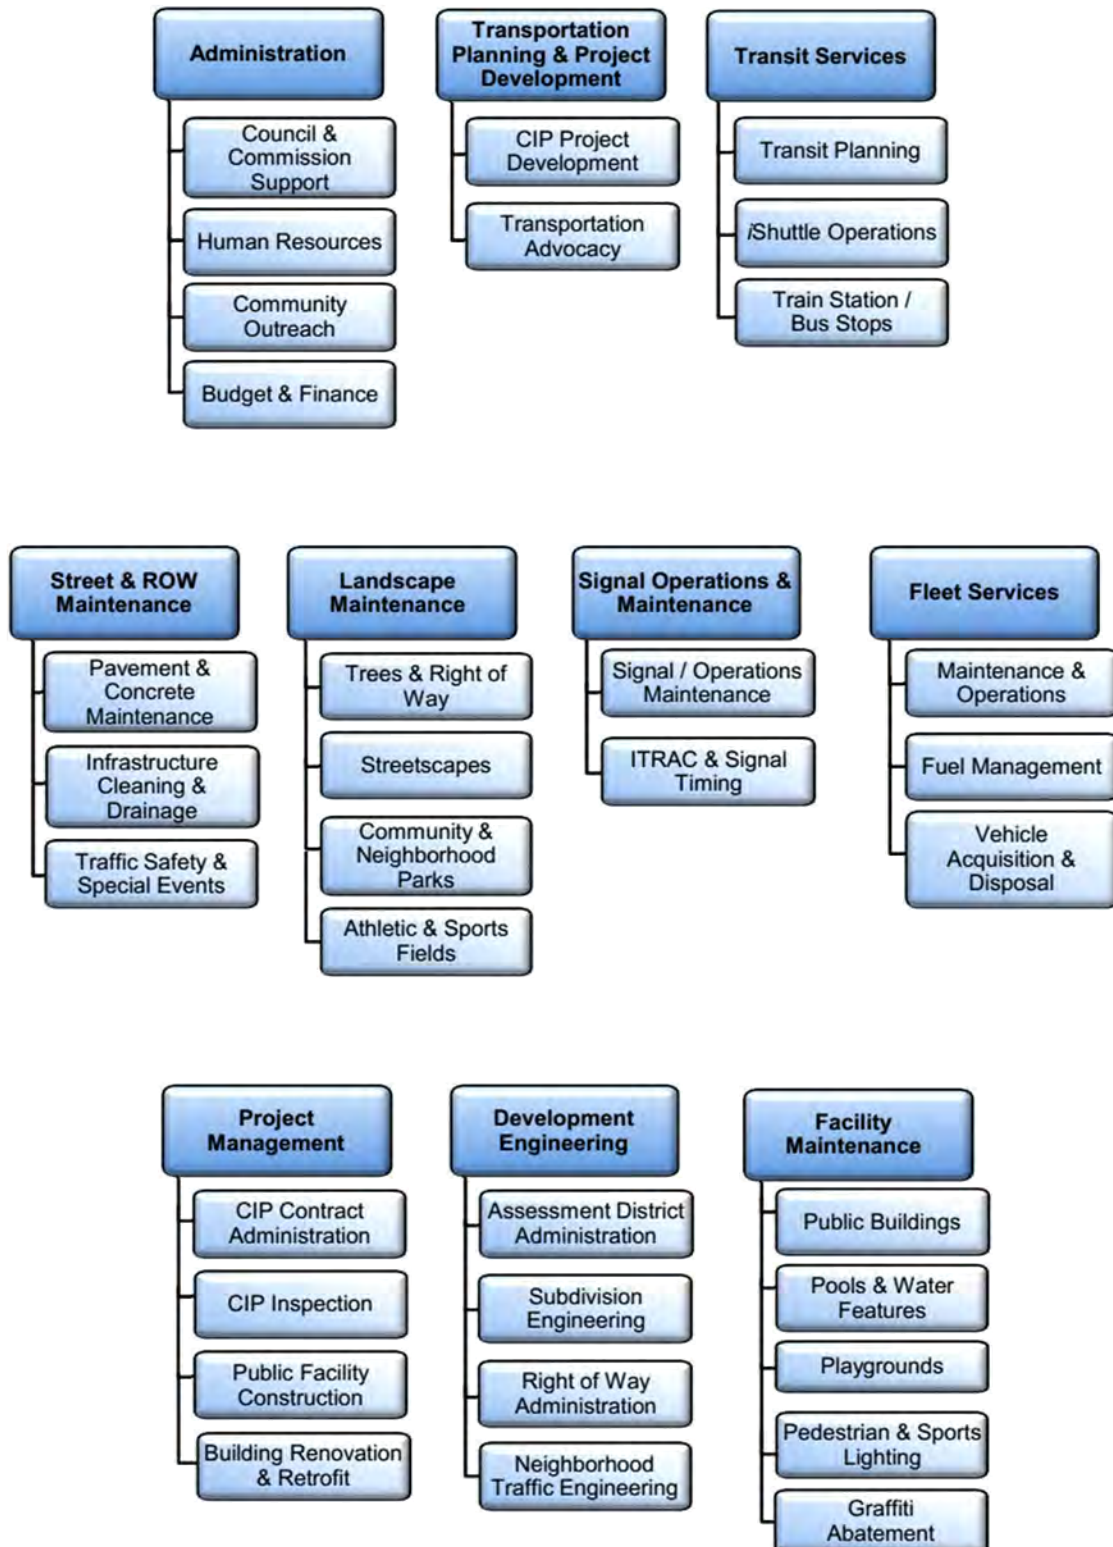 Administration
Council &
Commission
Support
Human Resources
Community
Outreach
Budget & Finance
Transportation
Planning & Project
Development
CIP Project
Development
Transportation
Advocacy
Transit Services
Transit Planning
iShuttle Operations
Train Station /
Bus Stops
Street & ROW
Maintenance
Pavement &
Concrete
Maintenance
Infrastructure
Cleaning &
Drainage
Traffic Safety &
Special Events
Landscape
Maintenance
Trees & Right of
Way
Streetscapes
Community &
Neighborhood
Parks
Athletic & Sports
Fields
Signal Operations &
Maintenance
Signal / Operations
Maintenance
ITRAC & Signal
Timing
Fleet Services
Maintenance &
Operations
Fuel Management
Vehicle
Acquisition &
Disposal
Project
Management
CIP Contract
Administration
CIP Inspection
Public Facility
Construction
Building Renovation
& Retrofit
Development
Engineering
Assessment District
Administration
Subdivision
Engineering
Right of Way
Administration
Neighborhood
Traffic Engineering
Facility
Maintenance
Public Buildings
Pools & Water
Features
Playgrounds
Pedestrian & Sports
Lighting
Graffiti
Abatement